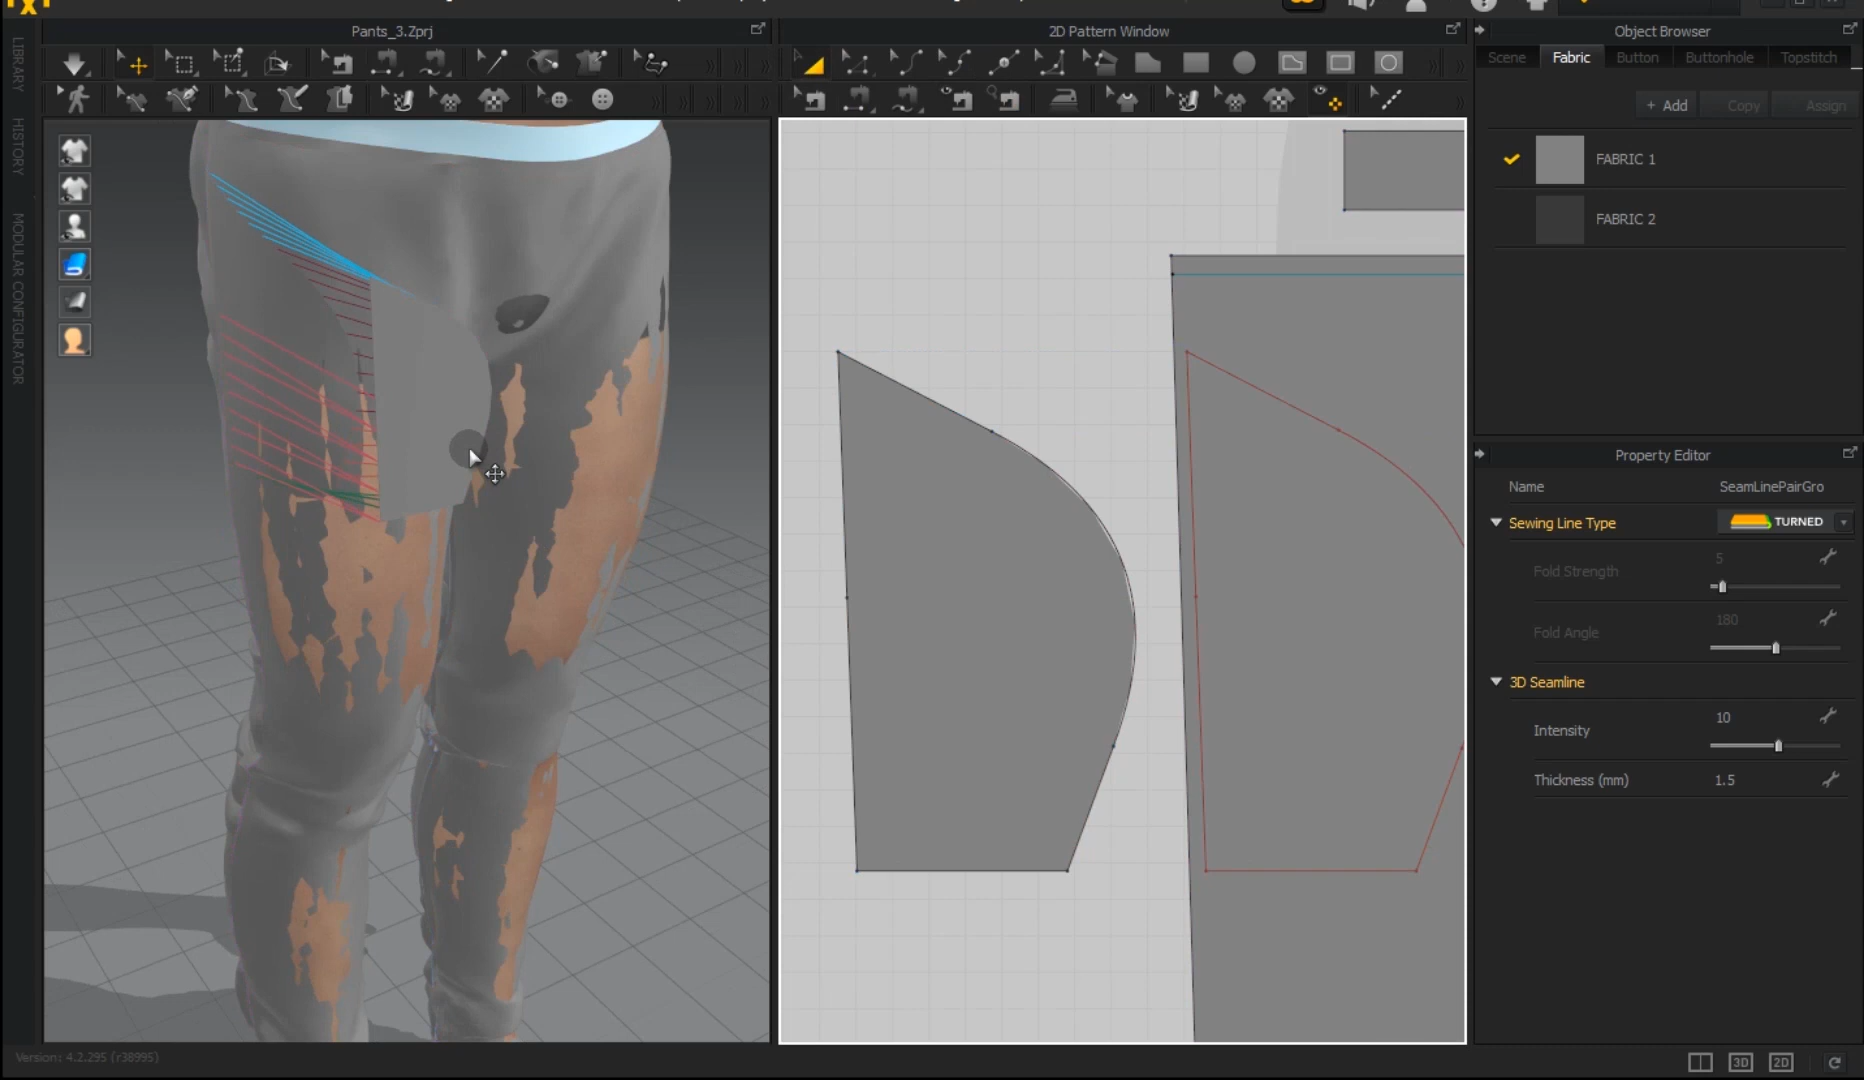 Pants_3.Zprj
2D Pattern Window
Object Browser
Scene
Fabric
Button
Buttonhole
Topstitch
+ Add
Copy
Assign
FABRIC 1
FABRIC 2
LIBRARY
HISTORY
MODULAR CONFIGURATOR
Property Editor
Name
SeamLinePairGro
Sewing Line Type
TURNED
Fold Strength
5
Fold Angle
180
3D Seamline
Intensity
10
Thickness (mm)
1.5
Version: 4.2.295 (r38995)
3D
2D